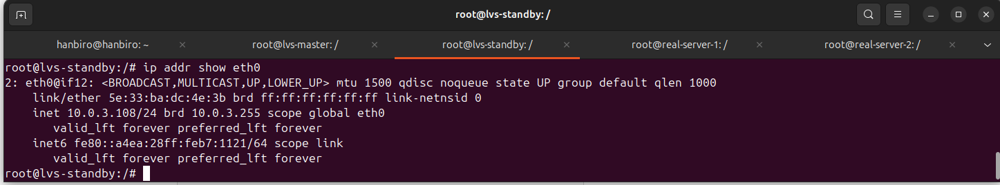 root@lvs-standby: /
hanbiro@hanbiro: ~
root@lvs-master: /
root@lvs-standby: /
root@real-server-1: /
root@real-server-2: /
root@lvs-standby:/# ip addr show eth0
2: eth0@if12: <BROADCAST,MULTICAST,UP,LOWER_UP> mtu 1500 qdisc noqueue state UP group default qlen 1000
    link/ether 5e:33:ba:dc:4e:3b brd ff:ff:ff:ff:ff:ff link-netnsid 0
    inet 10.0.3.108/24 brd 10.0.3.255 scope global eth0
       valid_lft forever preferred_lft forever
    inet6 fe80::a4ea:28ff:feb7:1121/64 scope link
       valid_lft forever preferred_lft forever
root@lvs-standby:/#